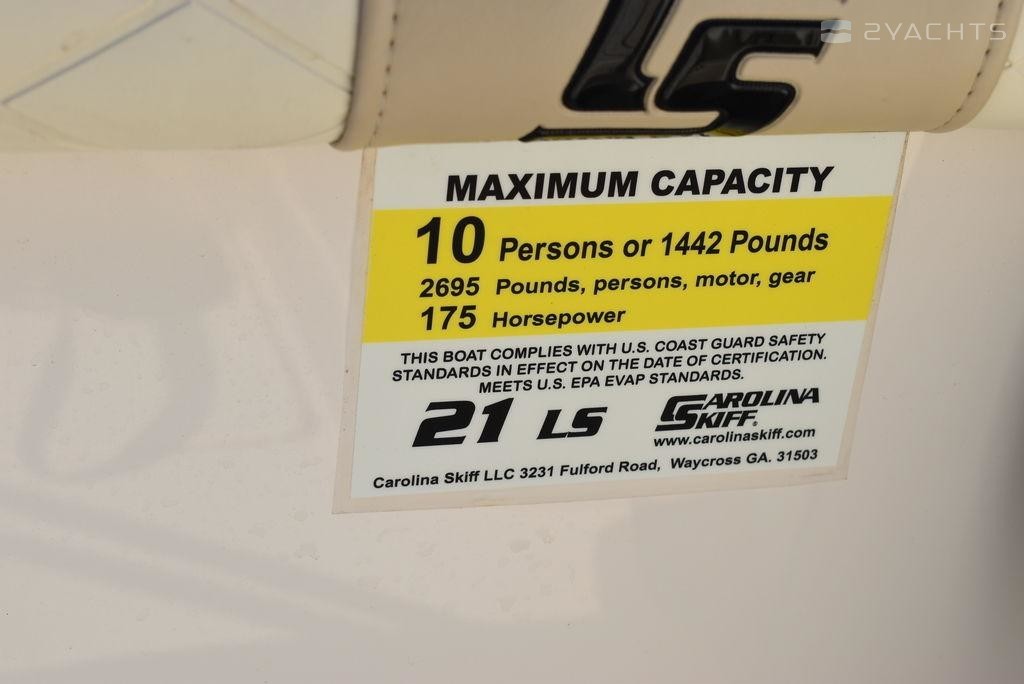 2YACHTS
LS
MAXIMUM CAPACITY
10 Persons or 1442 Pounds
2695 Pounds, persons, motor, gear
175 Horsepower
THIS BOAT COMPLIES WITH U.S. COAST GUARD SAFETY
STANDARDS IN EFFECT ON THE DATE OF CERTIFICATION.
MEETS U.S. EPA EVAP STANDARDS.
21 LS CAROLINA
SKIFF®
www.carolinaskiff.com
Carolina Skiff LLC 3231 Fulford Road, Waycross GA. 31503